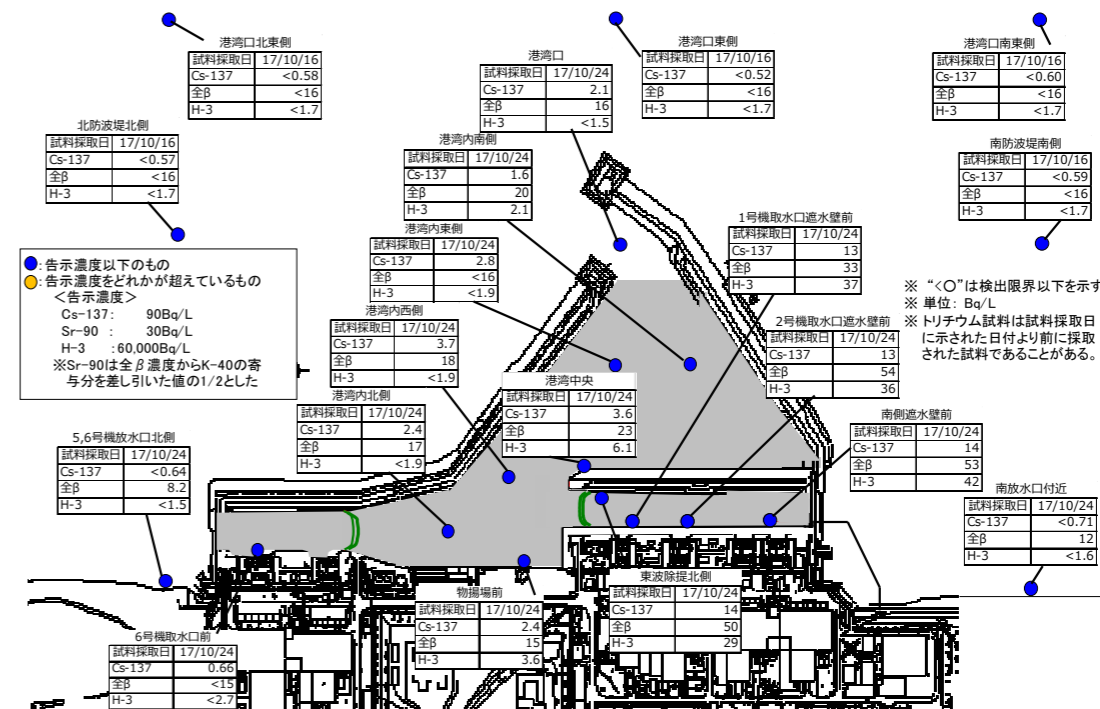 港湾口北東側
試料採取日 17/10/16
Cs-137 <0.58
全β <16
H-3 <1.7
港湾口
試料採取日 17/10/24
Cs-137 2.1
全β 16
H-3 <1.5
港湾口東側
試料採取日 17/10/16
Cs-137 <0.52
全β <16
H-3 <1.7
港湾口南東側
試料採取日 17/10/16
Cs-137 <0.60
全β <16
H-3 <1.7
北防波堤北側
試料採取日 17/10/16
Cs-137 <0.57
全β <16
H-3 <1.7
港湾内南側
試料採取日 17/10/24
Cs-137 1.6
全β 20
H-3 2.1
南防波堤南側
試料採取日 17/10/16
Cs-137 <0.59
全β <16
H-3 <1.7
港湾内東側
試料採取日 17/10/24
Cs-137 2.8
全β <16
H-3 <1.9
1号機取水口遮水壁前
試料採取日 17/10/24
Cs-137 13
全β 33
H-3 37
:告示濃度以下のもの
:告示濃度をどれかが超えているもの
<告示濃度>
Cs-137: 90Bq/L
Sr-90 : 30Bq/L
H-3 :60,000Bq/L
※Sr-90は全β濃度からK-40の寄
与分を差し引いた値の1/2とした
※ “<○”は検出限界以下を示す
※ 単位: Bq/L
※ トリチウム試料は試料採取日
に示された日付より前に採取
された試料であることがある。
港湾内西側
試料採取日 17/10/24
Cs-137 3.7
全β 18
H-3 <1.9
2号機取水口遮水壁前
試料採取日 17/10/24
Cs-137 13
全β 54
H-3 36
港湾中央
試料採取日 17/10/24
Cs-137 3.6
全β 23
H-3 6.1
港湾内北側
試料採取日 17/10/24
Cs-137 2.4
全β 17
H-3 <1.9
南側遮水壁前
試料採取日 17/10/24
Cs-137 14
全β 53
H-3 42
5,6号機放水口北側
試料採取日 17/10/24
Cs-137 <0.64
全β 8.2
H-3 <1.5
南放水口付近
試料採取日 17/10/24
Cs-137 <0.71
全β 12
H-3 <1.6
東波除堤北側
試料採取日 17/10/24
Cs-137 14
全β 50
H-3 29
物揚場前
試料採取日 17/10/24
Cs-137 2.4
全β 15
H-3 3.6
6号機取水口前
試料採取日 17/10/24
Cs-137 0.66
全β <15
H-3 <2.7